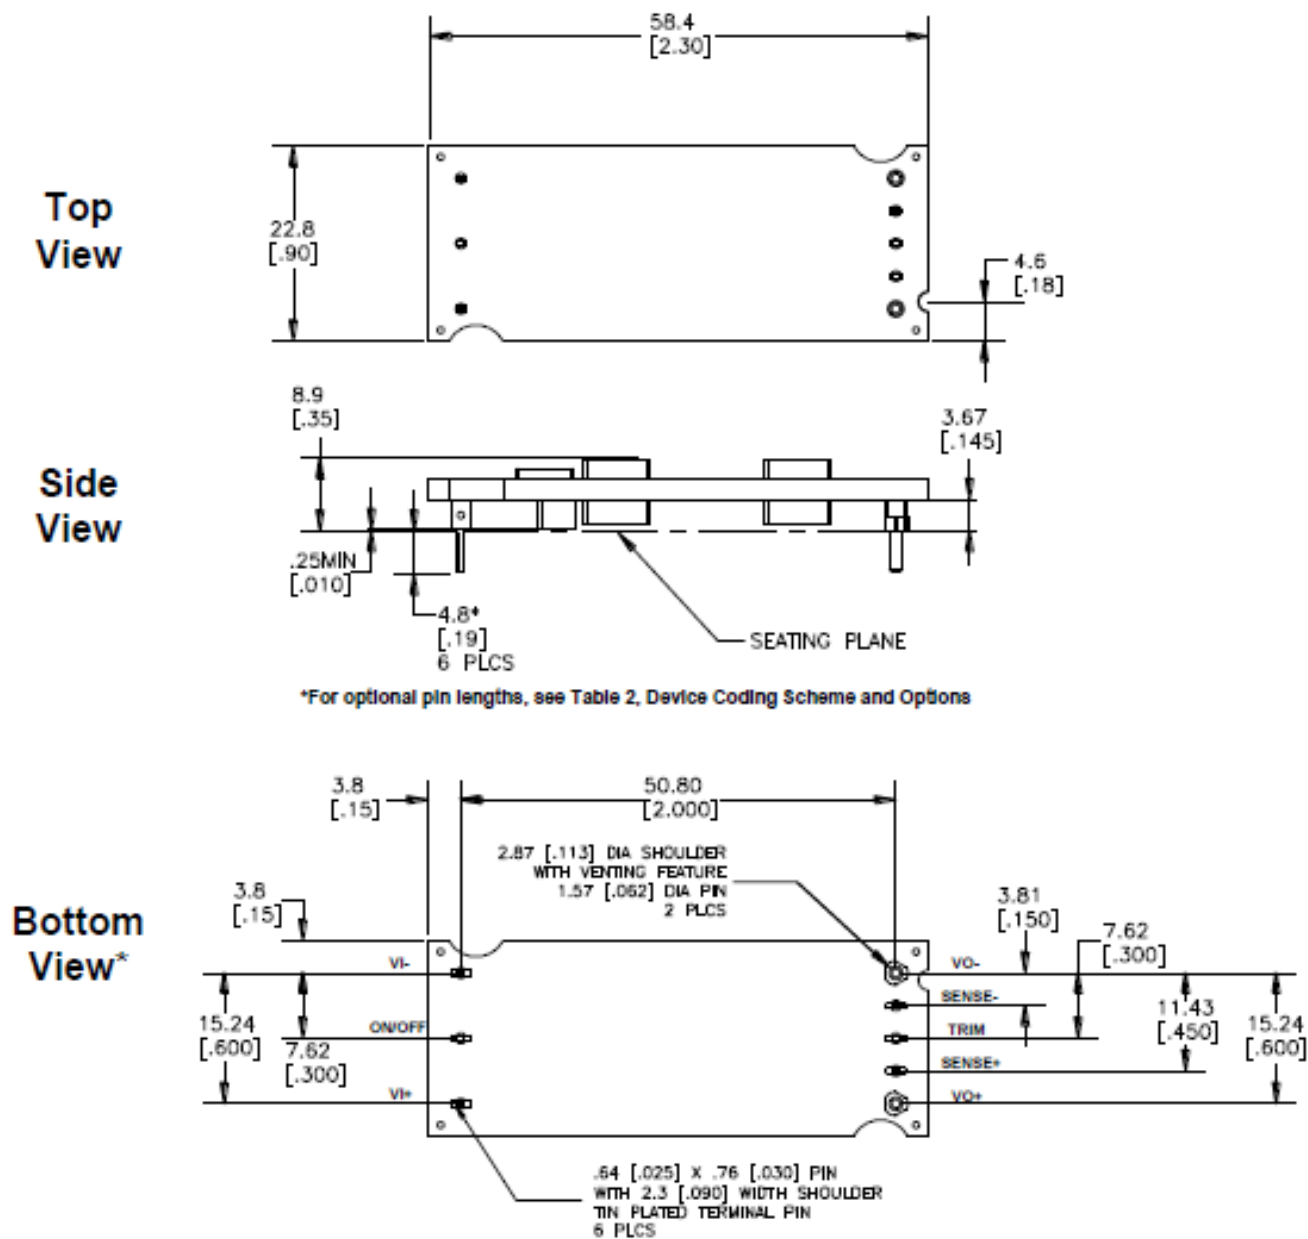 58.4
[2.30]
Top
View
22.8
[.90]
4.6
[.18]
8.9
[.35]
3.67
[.145]
Side
View
.25MIN
[.010]
4.8*
[.19]
6 PLCS
SEATING PLANE
*For optional pin lengths, see Table 2, Device Coding Scheme and Options
3.8
[.15]
50.80
[2.000]
2.87 [.113] DIA SHOULDER
WITH VENTING FEATURE
1.57 [.062] DIA PIN
2 PLCS
3.8
[.15]
3.81
[.150]
7.62
[.300]
Bottom
View*
VI-
VO-
SENSE-
15.24
[.600]
ON/OFF
7.62
[.300]
TRIM
11.43
[.450]
15.24
[.600]
SENSE+
VI+
VO+
.64 [.025] X .76 [.030] PIN
WITH 2.3 [.090] WIDTH SHOULDER
TIN PLATED TERMINAL PIN
6 PLCS